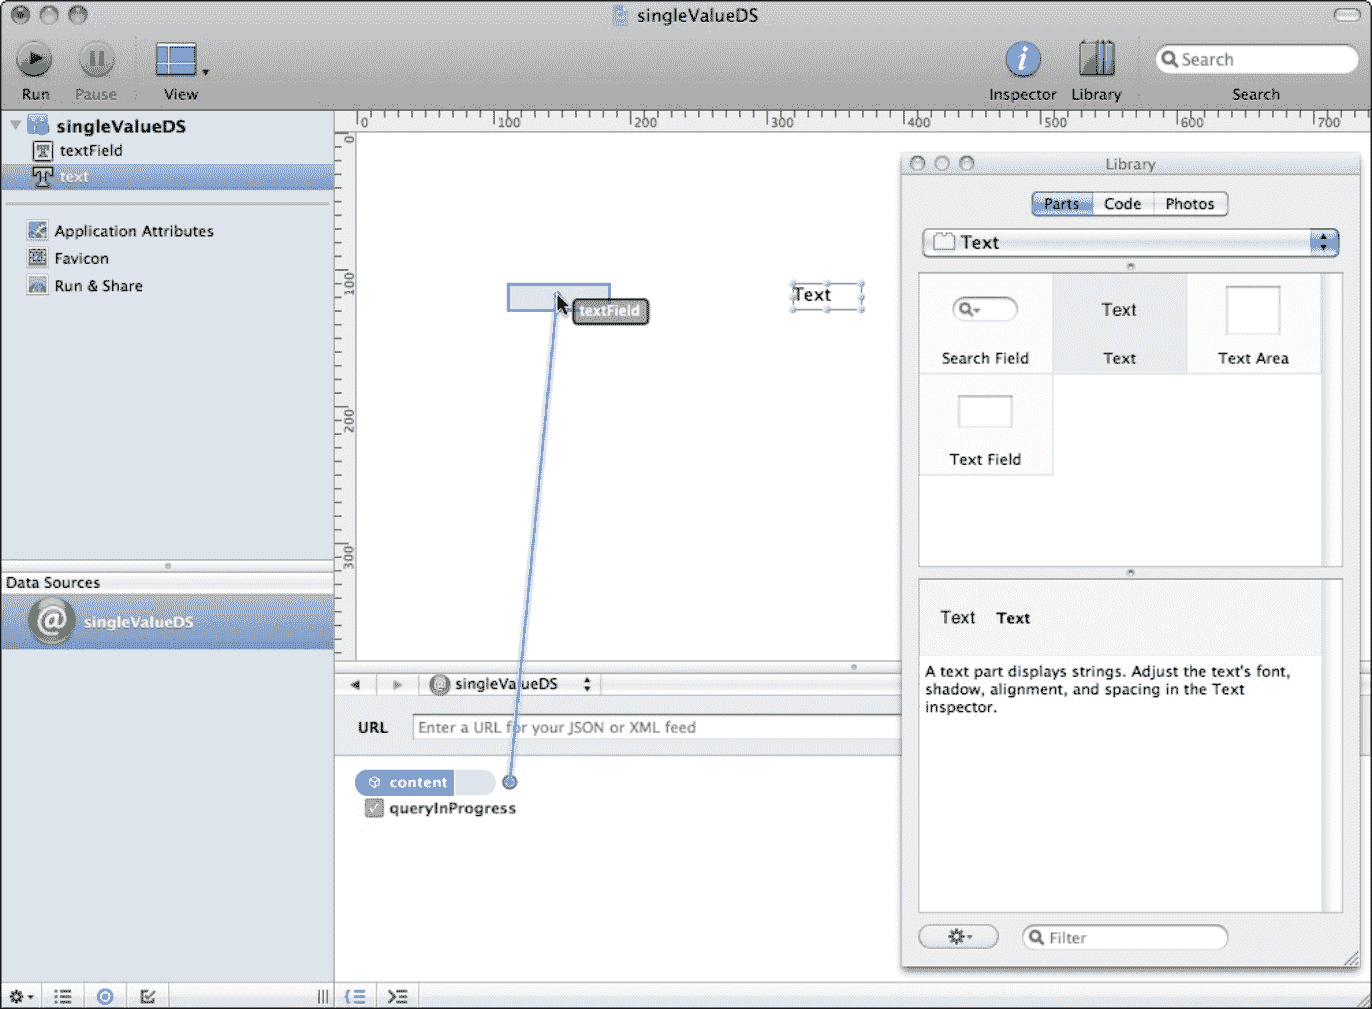 singleValueDS
Run
Pause
View
Inspector
Library
Search
Search
singleValueDS
textField
text
Application Attributes
Favicon
Run & Share
0
100
200
300
400
500
600
700
0
100
200
300
textField
Text
Library
Parts
Code
Photos
Text
Text
Search Field
Text
Text Area
Text Field
Text
Text
A text part displays strings. Adjust the text's font,
shadow, alignment, and spacing in the Text
inspector.
Filter
Data Sources
@
singleValueDS
@
singleValueDS
URL
Enter a URL for your JSON or XML feed
content
queryInProgress